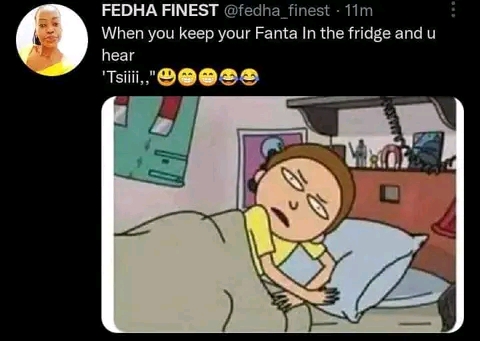 FEDHA FINEST @fedha_finest · 11m
When you keep your Fanta In the fridge and u
hear
'Tsiiii,,"😃😁😁😂😂